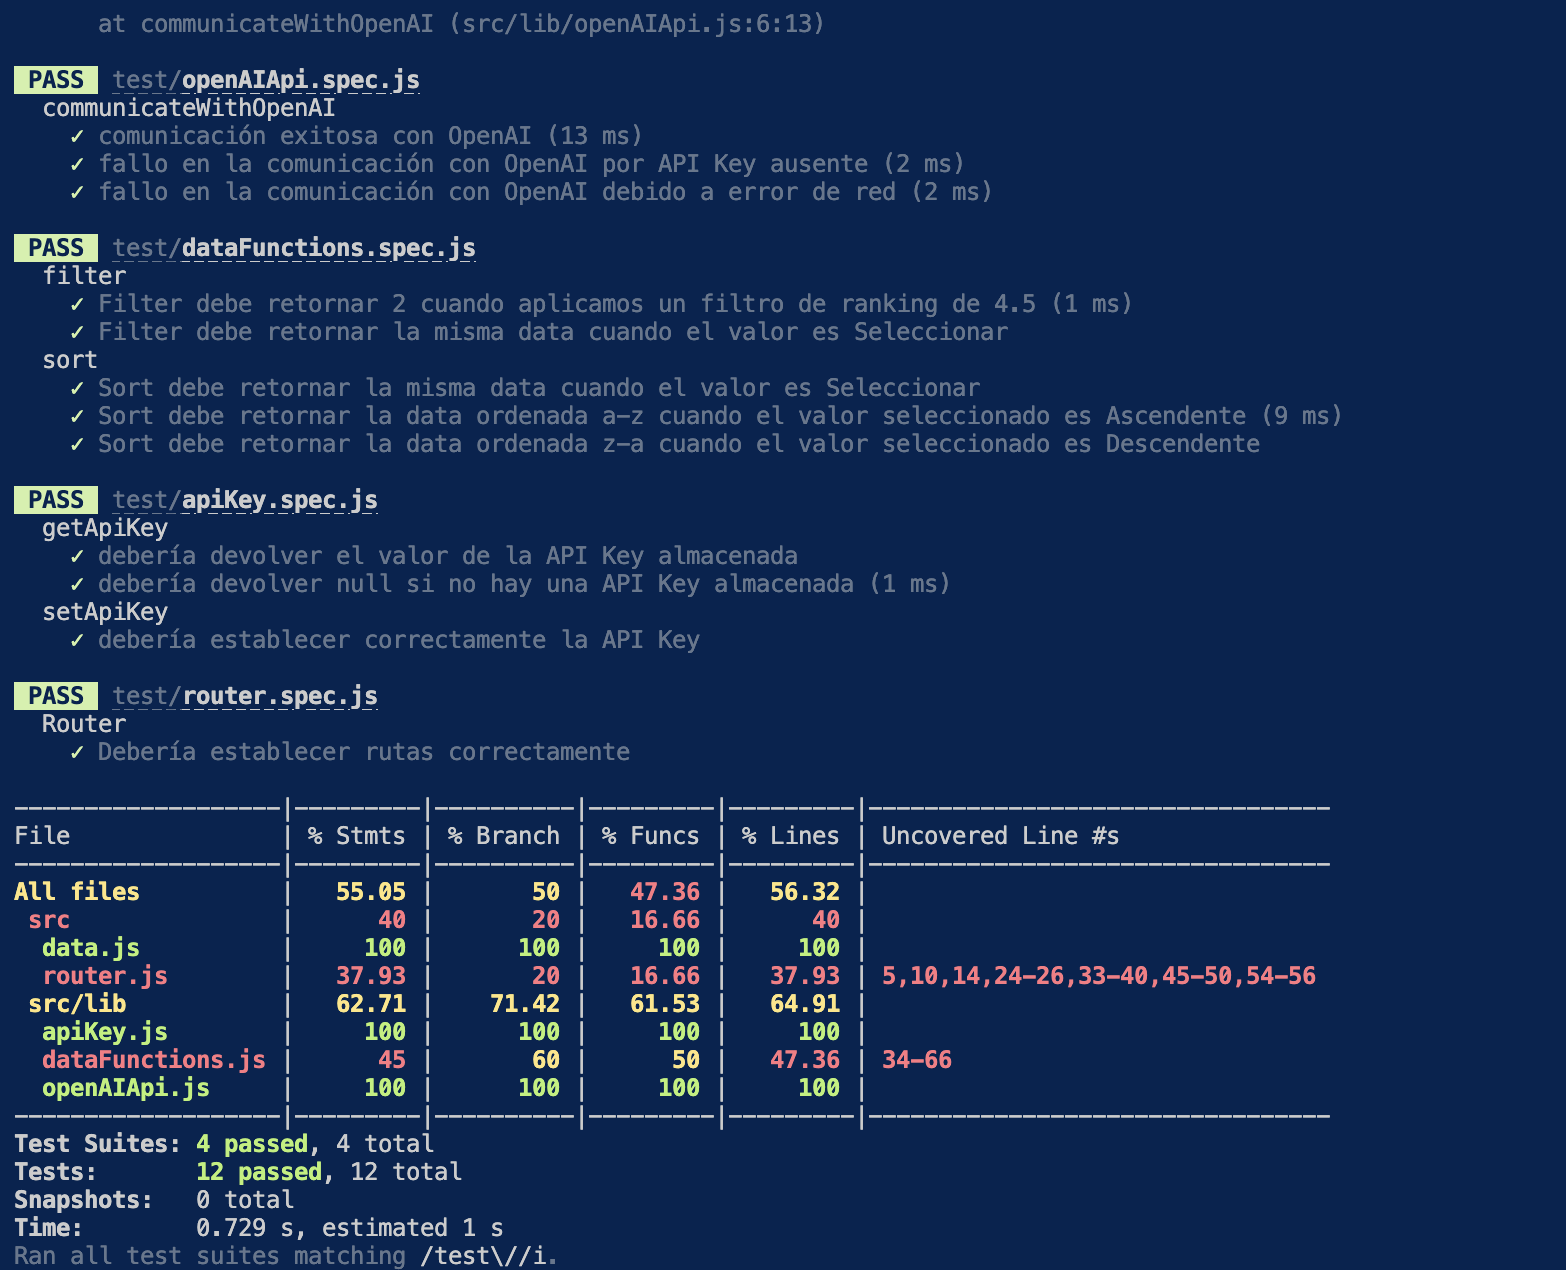 at communicateWithOpenAI (src/lib/openAIApi.js:6:13)
PASS test/openAIApi.spec.js
communicateWithOpenAI
✓ comunicación exitosa con OpenAI (13 ms)
✓ fallo en la comunicación con OpenAI por API Key ausente (2 ms)
✓ fallo en la comunicación con OpenAI debido a error de red (2 ms)
PASS test/dataFunctions.spec.js
filter
✓ Filter debe retornar 2 cuando aplicamos un filtro de ranking de 4.5 (1 ms)
✓ Filter debe retornar la misma data cuando el valor es Seleccionar
sort
✓ Sort debe retornar la misma data cuando el valor es Seleccionar
✓ Sort debe retornar la data ordenada a-z cuando el valor seleccionado es Ascendente (9 ms)
✓ Sort debe retornar la data ordenada z-a cuando el valor seleccionado es Descendente
PASS test/apiKey.spec.js
getApiKey
✓ debería devolver el valor de la API Key almacenada
✓ debería devolver null si no hay una API Key almacenada (1 ms)
setApiKey
✓ debería establecer correctamente la API Key
PASS test/router.spec.js
Router
✓ Debería establecer rutas correctamente
-------------------|---------|----------|---------|---------|---------------------------------
File | % Stmts | % Branch | % Funcs | % Lines | Uncovered Line #s
-------------------|---------|----------|---------|---------|---------------------------------
All files | 55.05 | 50 | 47.36 | 56.32 |
src | 40 | 20 | 16.66 | 40 |
data.js | 100 | 100 | 100 | 100 |
router.js | 37.93 | 20 | 16.66 | 37.93 | 5,10,14,24-26,33-40,45-50,54-56
src/lib | 62.71 | 71.42 | 61.53 | 64.91 |
apiKey.js | 100 | 100 | 100 | 100 |
dataFunctions.js | 45 | 60 | 50 | 47.36 | 34-66
openAIApi.js | 100 | 100 | 100 | 100 |
-------------------|---------|----------|---------|---------|---------------------------------
Test Suites: 4 passed, 4 total
Tests: 12 passed, 12 total
Snapshots: 0 total
Time: 0.729 s, estimated 1 s
Ran all test suites matching /test\//i.